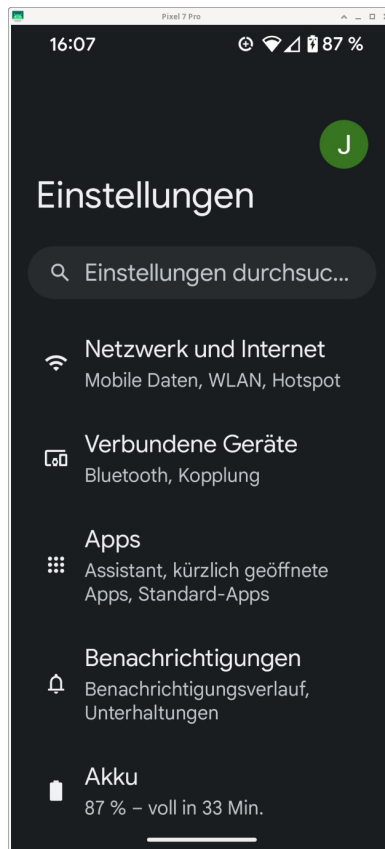 Pixel 7 Pro
16:07
87 %
J
Einstellungen
Einstellungen durchsuc...
Netzwerk und Internet
Mobile Daten, WLAN, Hotspot
Verbundene Geräte
Bluetooth, Kopplung
Apps
Assistant, kürzlich geöffnete
Apps, Standard-Apps
Benachrichtigungen
Benachrichtigungsverlauf,
Unterhaltungen
Akku
87 % – voll in 33 Min.